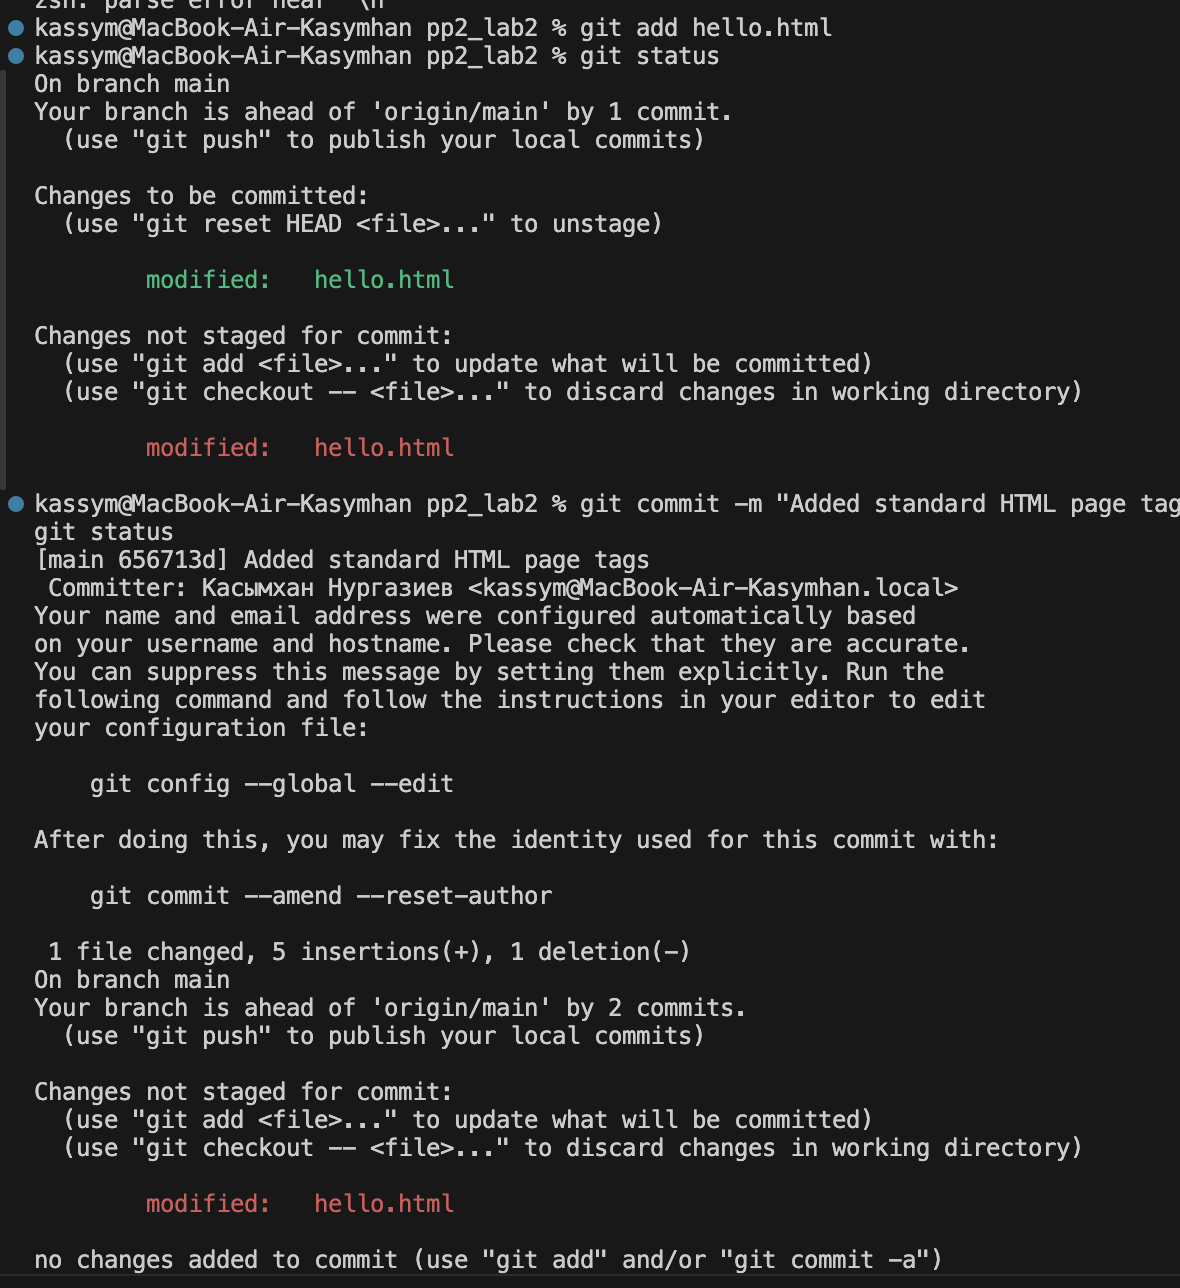 zsh: parse error near `\n'
kassym@MacBook-Air-Kasymhan pp2_lab2 % git add hello.html
kassym@MacBook-Air-Kasymhan pp2_lab2 % git status
On branch main
Your branch is ahead of 'origin/main' by 1 commit.
  (use "git push" to publish your local commits)

Changes to be committed:
  (use "git reset HEAD <file>..." to unstage)

        modified:   hello.html

Changes not staged for commit:
  (use "git add <file>..." to update what will be committed)
  (use "git checkout -- <file>..." to discard changes in working directory)

        modified:   hello.html

kassym@MacBook-Air-Kasymhan pp2_lab2 % git commit -m "Added standard HTML page tag
git status
[main 656713d] Added standard HTML page tags
 Committer: Касымхан Нургазиев <kassym@MacBook-Air-Kasymhan.local>
Your name and email address were configured automatically based
on your username and hostname. Please check that they are accurate.
You can suppress this message by setting them explicitly. Run the
following command and follow the instructions in your editor to edit
your configuration file:

    git config --global --edit

After doing this, you may fix the identity used for this commit with:

    git commit --amend --reset-author

 1 file changed, 5 insertions(+), 1 deletion(-)
On branch main
Your branch is ahead of 'origin/main' by 2 commits.
  (use "git push" to publish your local commits)

Changes not staged for commit:
  (use "git add <file>..." to update what will be committed)
  (use "git checkout -- <file>..." to discard changes in working directory)

        modified:   hello.html

no changes added to commit (use "git add" and/or "git commit -a")